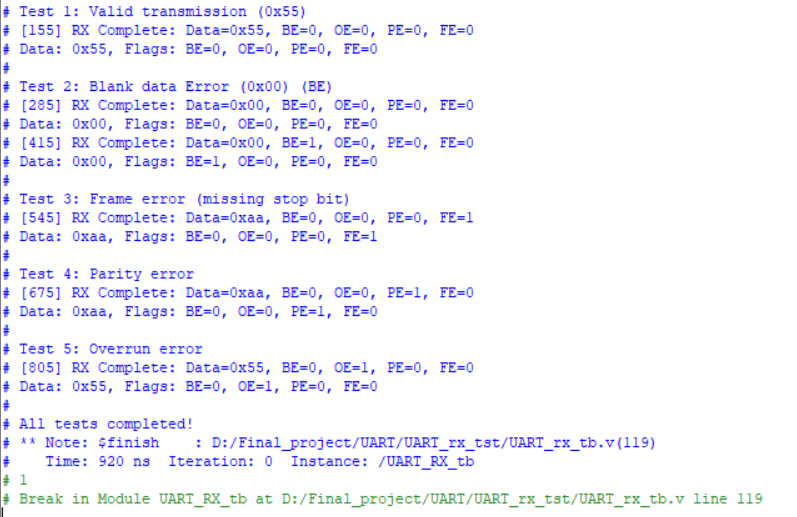 # Test 1: Valid transmission (0x55)
# [155] RX Complete: Data=0x55, BE=0, OE=0, PE=0, FE=0
# Data: 0x55, Flags: BE=0, OE=0, PE=0, FE=0
#
# Test 2: Blank data Error (0x00) (BE)
# [285] RX Complete: Data=0x00, BE=0, OE=0, PE=0, FE=0
# Data: 0x00, Flags: BE=0, OE=0, PE=0, FE=0
# [415] RX Complete: Data=0x00, BE=1, OE=0, PE=0, FE=0
# Data: 0x00, Flags: BE=1, OE=0, PE=0, FE=0
#
# Test 3: Frame error (missing stop bit)
# [545] RX Complete: Data=0xaa, BE=0, OE=0, PE=0, FE=1
# Data: 0xaa, Flags: BE=0, OE=0, PE=0, FE=1
#
# Test 4: Parity error
# [675] RX Complete: Data=0xaa, BE=0, OE=0, PE=1, FE=0
# Data: 0xaa, Flags: BE=0, OE=0, PE=1, FE=0
#
# Test 5: Overrun error
# [805] RX Complete: Data=0x55, BE=0, OE=1, PE=0, FE=0
# Data: 0x55, Flags: BE=0, OE=1, PE=0, FE=0
#
# All tests completed!
# ** Note: $finish    : D:/Final_project/UART/UART_rx_tst/UART_rx_tb.v(119)
#    Time: 920 ns  Iteration: 0  Instance: /UART_RX_tb
# 1
# Break in Module UART_RX_tb at D:/Final_project/UART/UART_rx_tst/UART_rx_tb.v line 119